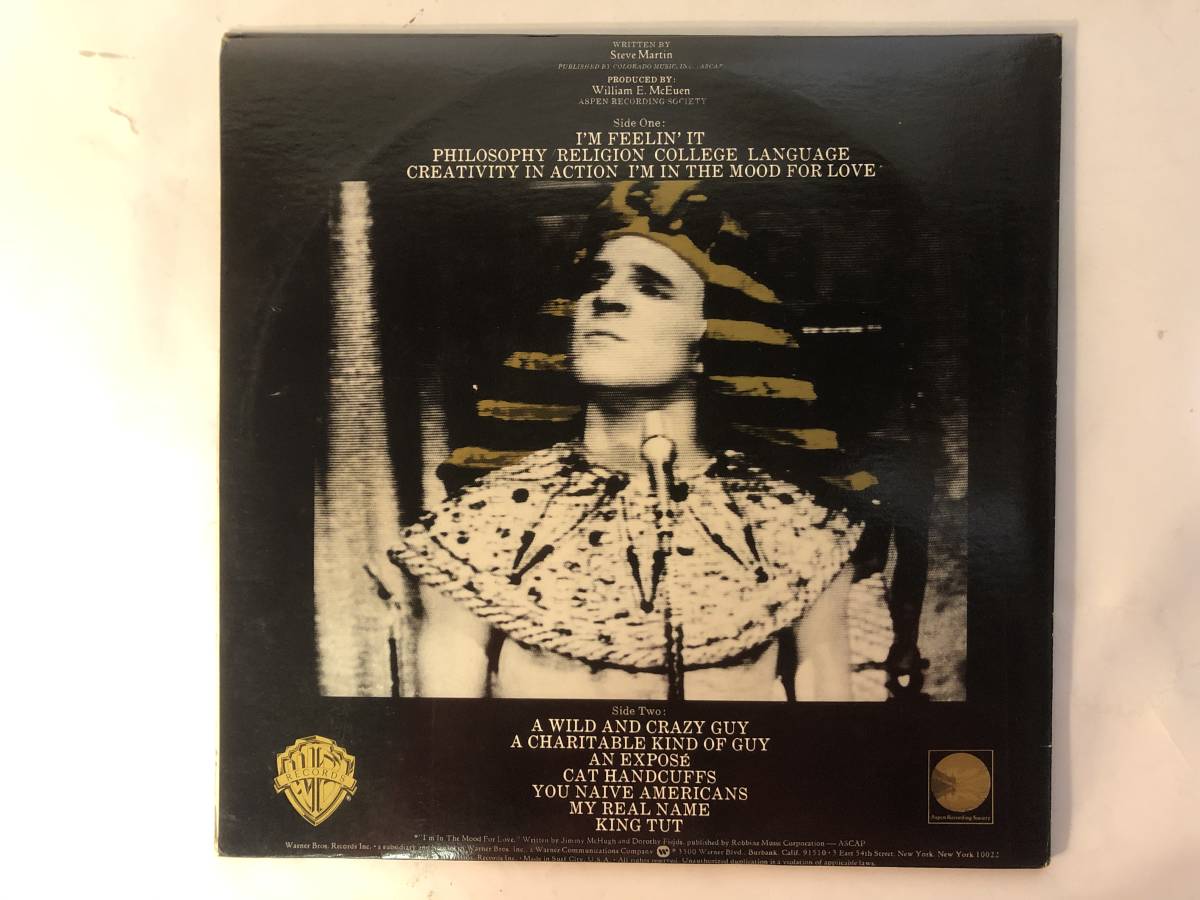 WRITTEN BY
Steve Martin
PUBLISHED BY COLORADO MUSIC, INC. ASCAP
PRODUCED BY:
William E. McEuen
ASPEN RECORDING SOCIETY
Side One:
I'M FEELIN' IT
PHILOSOPHY/RELIGION COLLEGE LANGUAGE
CREATIVITY IN ACTION I'M IN THE MOOD FOR LOVE*
Side Two:
A WILD AND CRAZY GUY
A CHARITABLE KIND OF GUY
AN EXPOSÉ
CAT HANDCUFFS
YOU NAIVE AMERICANS
MY REAL NAME
KING TUT
WB
RECORDS
Aspen Recording Society
*"I'm In The Mood For Love," Written by Jimmy McHugh and Dorothy Fields, published by Robbins Music Corporation — ASCAP
Warner Bros. Records Inc. • a subsidiary Warner Communications Company W • 3300 Warner Blvd., Burbank, Calif. 91510 • 3 East 54th Street, New York, New York 10022
Records Inc. • Made in Surf City, U.S.A. • All rights reserved. Unauthorized duplication is a violation of applicable laws.